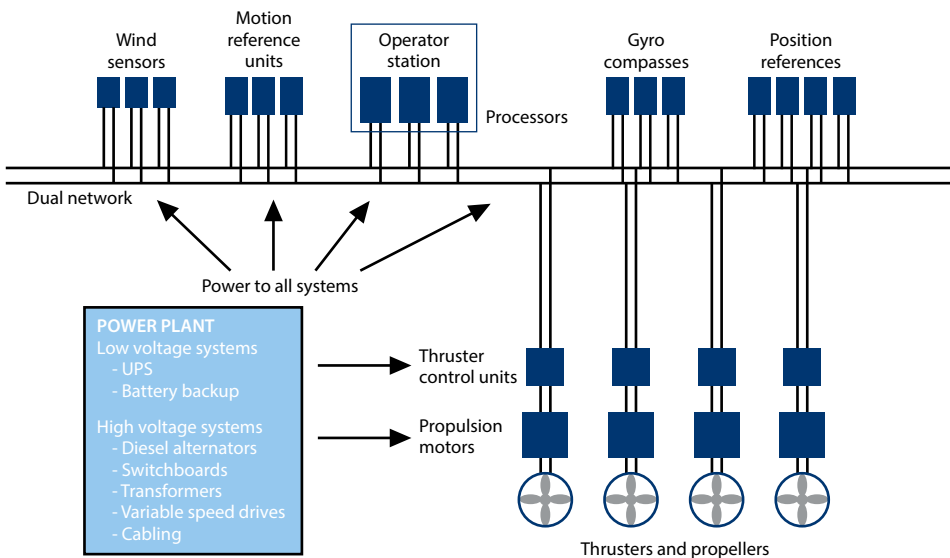 Wind
sensors
Motion
reference
units
Operator
station
Processors
Gyro
compasses
Position
references
Dual network
Power to all systems
POWER PLANT
Low voltage systems
- UPS
- Battery backup
High voltage systems
- Diesel alternators
- Switchboards
- Transformers
- Variable speed drives
- Cabling
Thruster
control units
Propulsion
motors
Thrusters and propellers